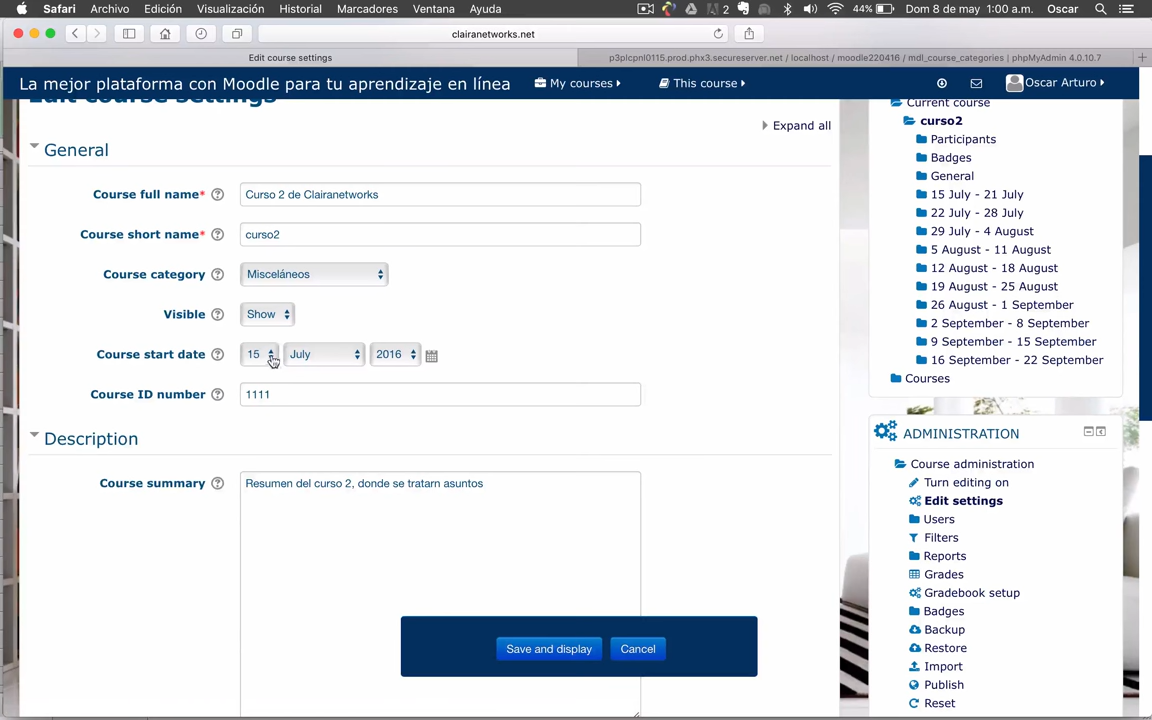 Safari Archivo Edición Visualización Historial Marcadores Ventana Ayuda 2 44% Dom 8 de may 1:00 a.m. Oscar
clairanetworks.net
Edit course settings p3plcpnl0115.prod.phx3.secureserver.net / localhost / moodle220416 / mdl_course_categories | phpMyAdmin 4.0.10.7
La mejor plataforma con Moodle para tu aprendizaje en línea My courses This course Oscar Arturo
Edit course settings
Expand all
General
Course full name*
Curso 2 de Clairanetworks
Course short name*
curso2
Course category
Misceláneos
Visible
Show
Course start date
15 July 2016
Course ID number
1111
Description
Course summary
Resumen del curso 2, donde se tratarn asuntos
Save and display Cancel
Current course
curso2
Participants
Badges
General
15 July - 21 July
22 July - 28 July
29 July - 4 August
5 August - 11 August
12 August - 18 August
19 August - 25 August
26 August - 1 September
2 September - 8 September
9 September - 15 September
16 September - 22 September
Courses
ADMINISTRATION
Course administration
Turn editing on
Edit settings
Users
Filters
Reports
Grades
Gradebook setup
Badges
Backup
Restore
Import
Publish
Reset